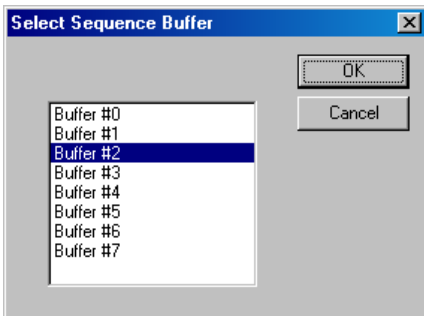 Select Sequence Buffer
OK
Cancel
Buffer #0
Buffer #1
Buffer #2
Buffer #3
Buffer #4
Buffer #5
Buffer #6
Buffer #7